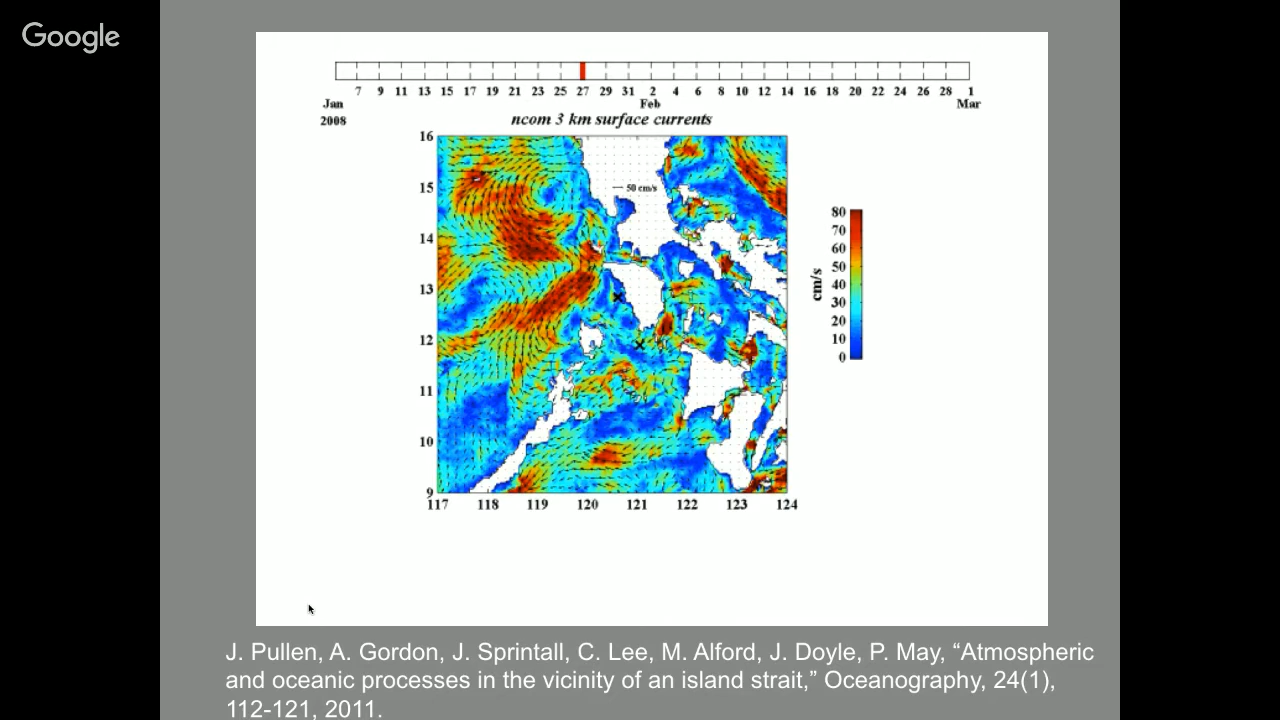 Google
7 9 11 13 15 17 19 21 23 25 27 29 31 2 4 6 8 10 12 14 16 18 20 22 24 26 28 1
Jan Feb Mar
2008
ncom 3 km surface currents
16
15
14
13
12
11
10
9
50 cm/s
117 118 119 120 121 122 123 124
80
70
60
50
40
30
20
10
0
cm/s
J. Pullen, A. Gordon, J. Sprintall, C. Lee, M. Alford, J. Doyle, P. May, “Atmospheric
and oceanic processes in the vicinity of an island strait,” Oceanography, 24(1),
112-121, 2011.